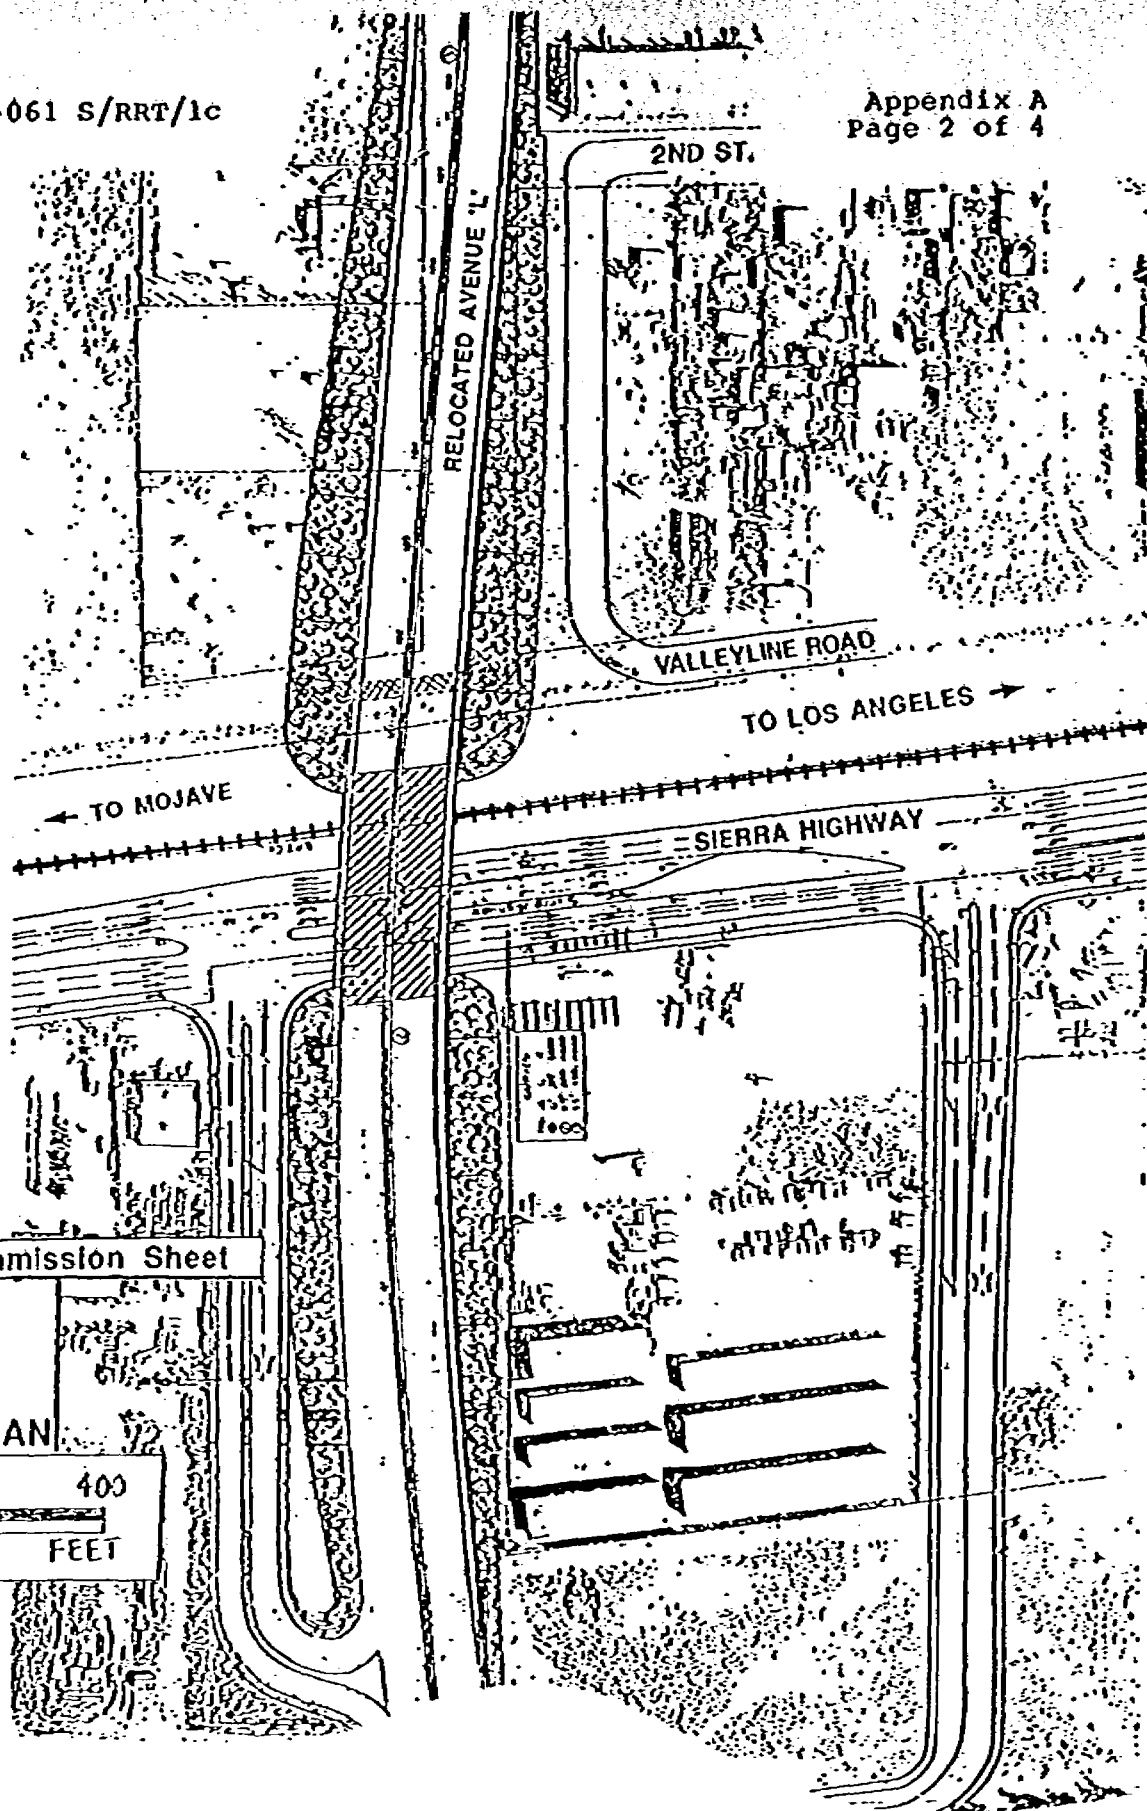 -061 S/RRT/lc
Appendix A
Page 2 of 4
2ND ST.
RELOCATED AVENUE 'L'
VALLEYLINE ROAD
TO LOS ANGELES →
← TO MOJAVE
SIERRA HIGHWAY
mission Sheet
AN
400
FEET